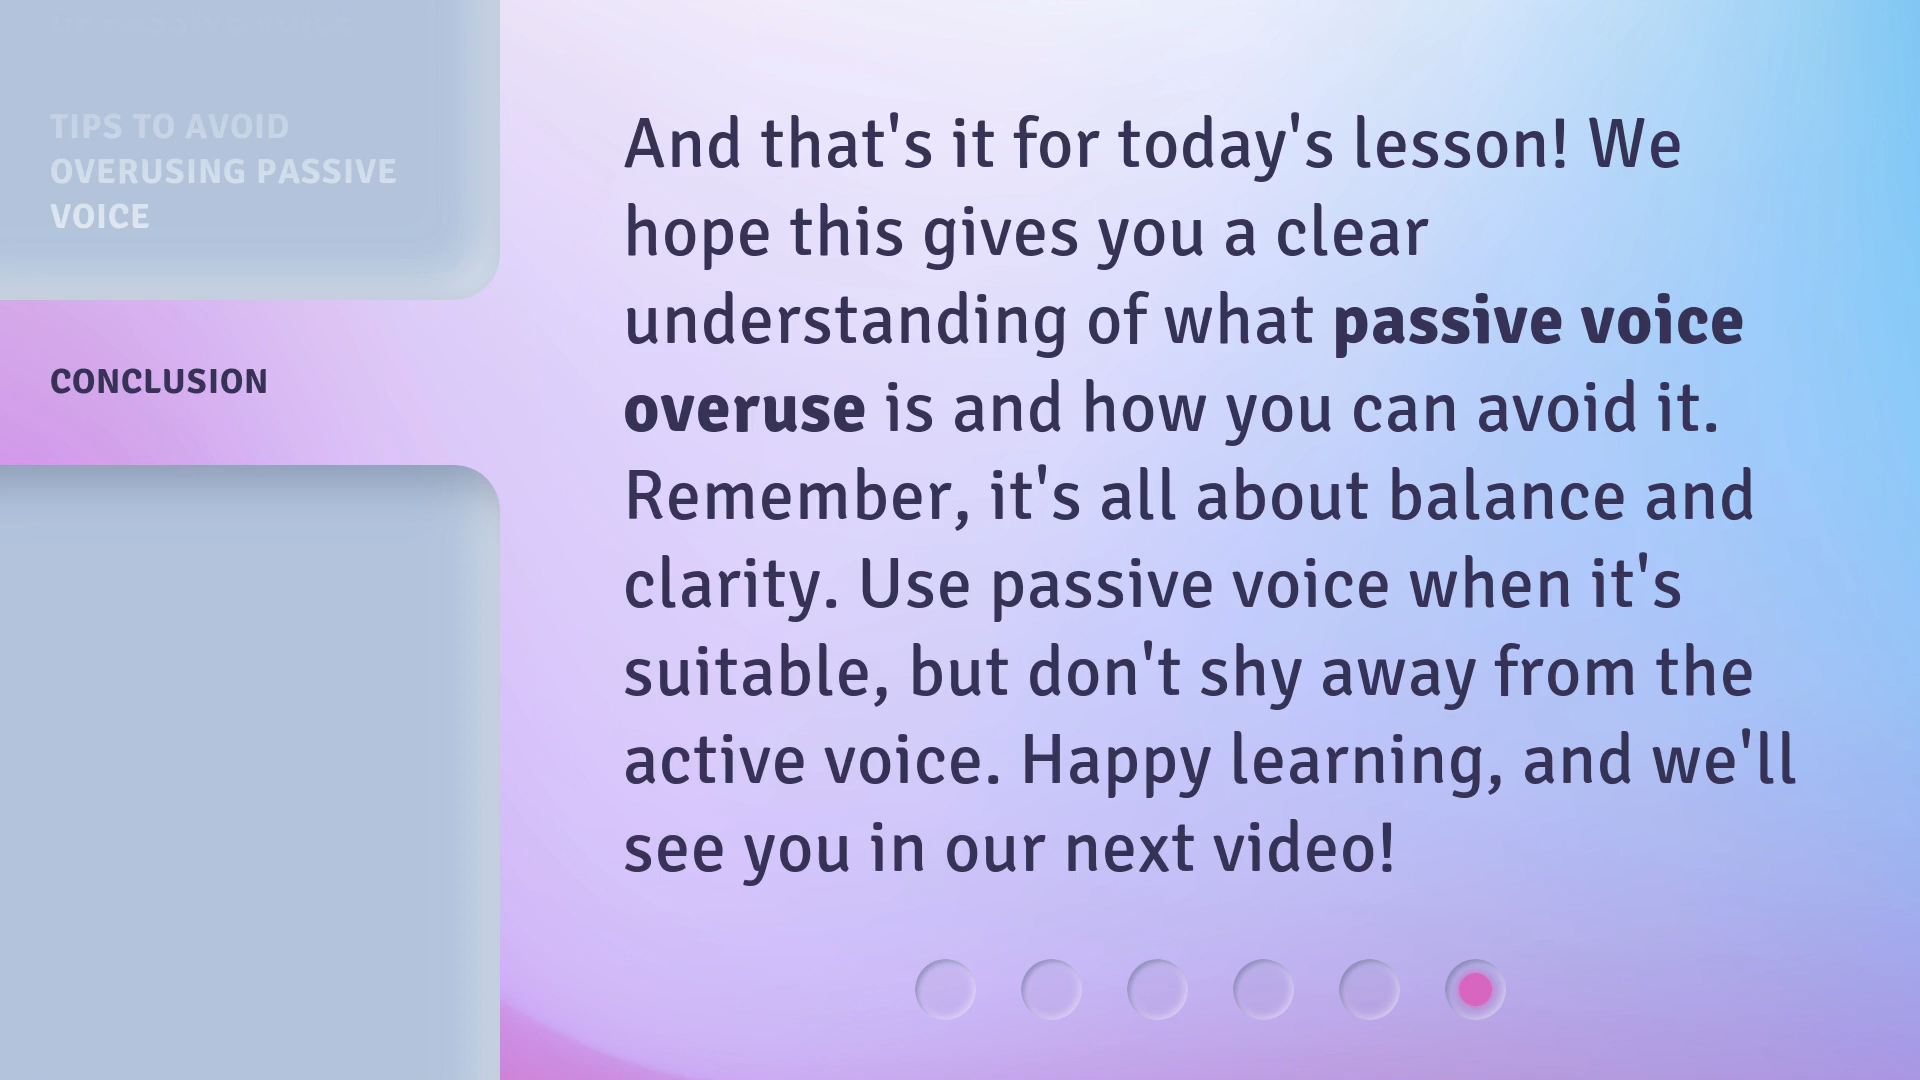 TIPS TO AVOID
OVERUSING PASSIVE
VOICE
CONCLUSION
And that's it for today's lesson! We
hope this gives you a clear
understanding of what passive voice
overuse is and how you can avoid it.
Remember, it's all about balance and
clarity. Use passive voice when it's
suitable, but don't shy away from the
active voice. Happy learning, and we'll
see you in our next video!